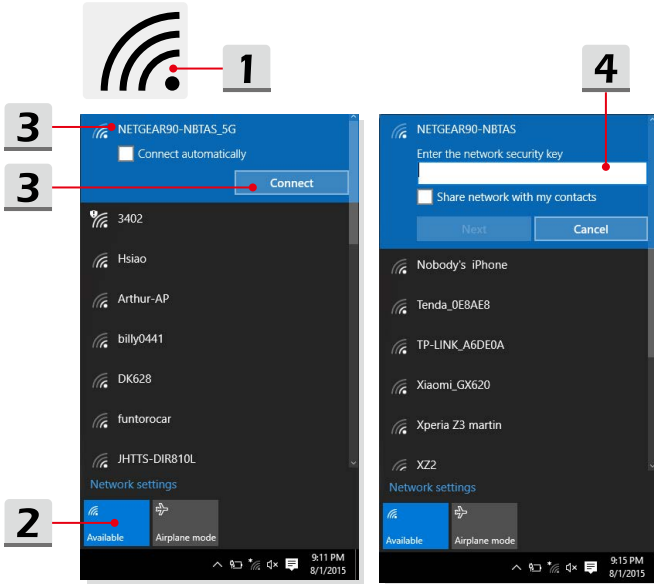 1
3
NETGEAR90-NBTAS_5G
Connect automatically
3
Connect
3402
Hsiao
Arthur-AP
billy0441
DK628
funtorocar
JHTTS-DIR810L
Network settings
2
Available
Airplane mode
9:11 PM
8/1/2015
4
NETGEAR90-NBTAS
Enter the network security key
Share network with my contacts
Next
Cancel
Nobody's iPhone
Tenda_0E8AE8
TP-LINK_A6DE0A
Xiaomi_GX620
Xperia Z3 martin
XZ2
Network settings
Available
Airplane mode
9:15 PM
8/1/2015